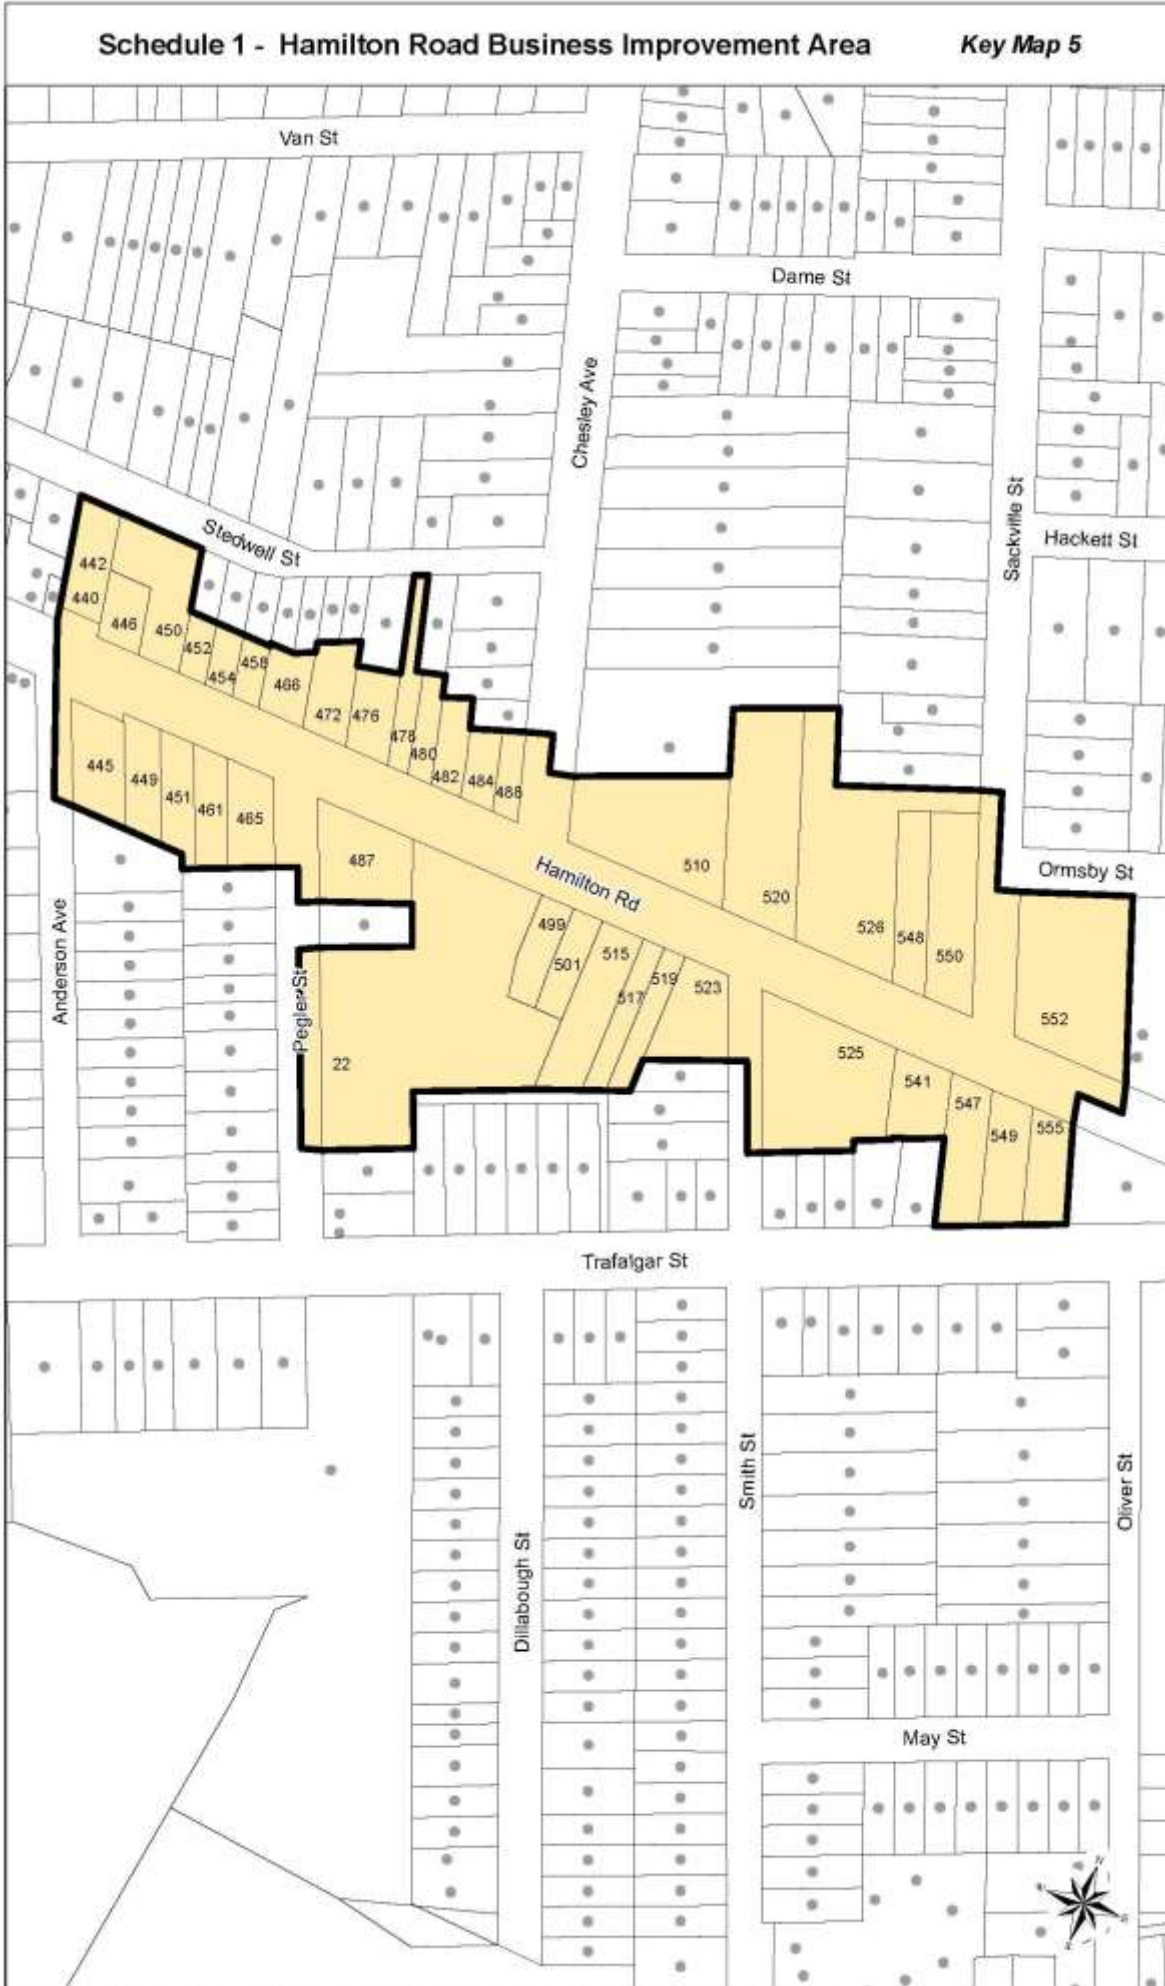 Schedule 1 - Hamilton Road Business Improvement Area
Key Map 5
Van St
Dame St
Chesley Ave
Sackville St
Stedwell St
Hackett St
442
440
446
450
452
454
458
466
472
476
478
480
482
484
488
445
449
451
461
465
487
Hamilton Rd
510
520
526
548
550
Ormsby St
499
501
515
517
519
523
552
Anderson Ave
Pegler St
22
525
541
547
549
555
Trafalgar St
Dillabough St
Smith St
Oliver St
May St
N